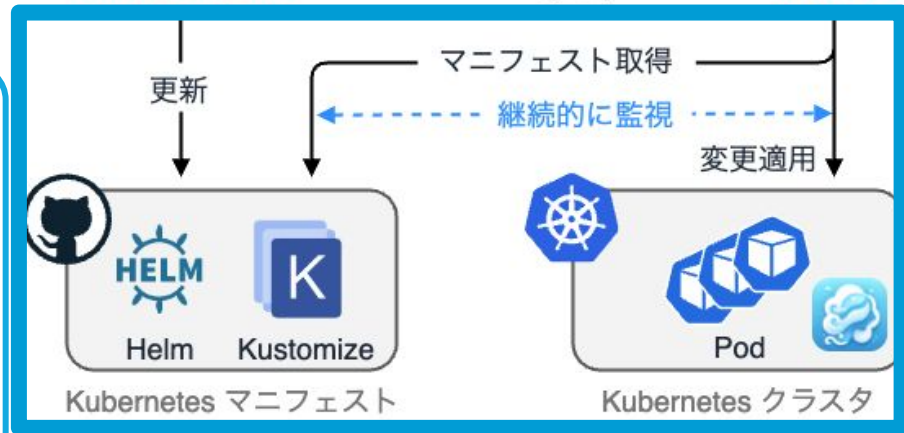 マニフェスト取得
更新
継続的に監視
変更適用
HELM
K
Helm
Kustomize
Pod
Kubernetes マニフェスト
Kubernetes クラスタ